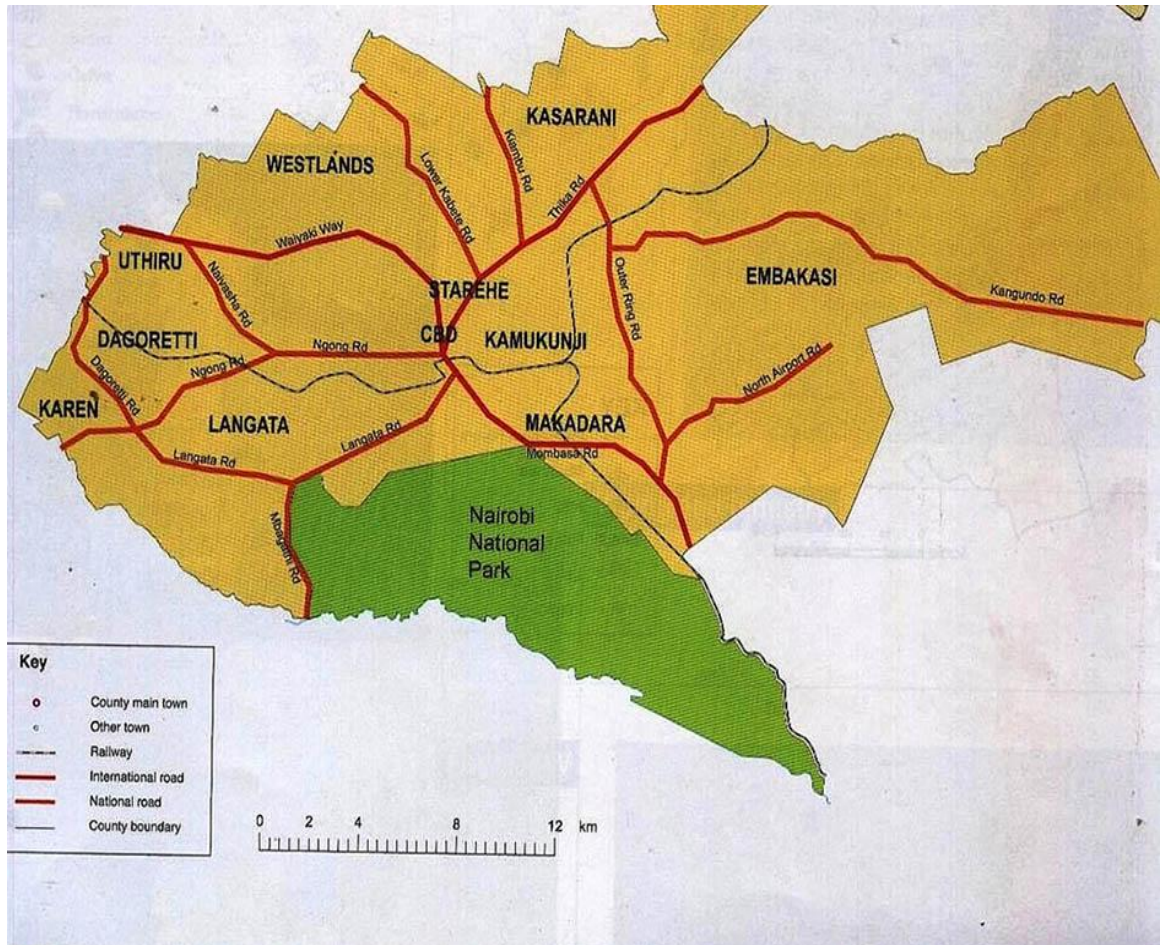 KASARANI
WESTLANDS
Lower Kabete Rd
Kiambu Rd
Thika Rd
Waiyaki Way
UTHIRU
Naivasha Rd
STAREHE
Outer Ring Rd
EMBAKASI
Kangundo Rd
CBD
KAMUKUNJI
DAGORETTI
Ngong Rd
Ngong Rd
North Airport Rd
Dagoretti Rd
KAREN
LANGATA
Langata Rd
MAKADARA
Mombasa Rd
Langata Rd
Mbagathi Rd
Nairobi
National
Park
Key
County main town
Other town
Railway
International road
National road
County boundary
0 2 4 8 12 km